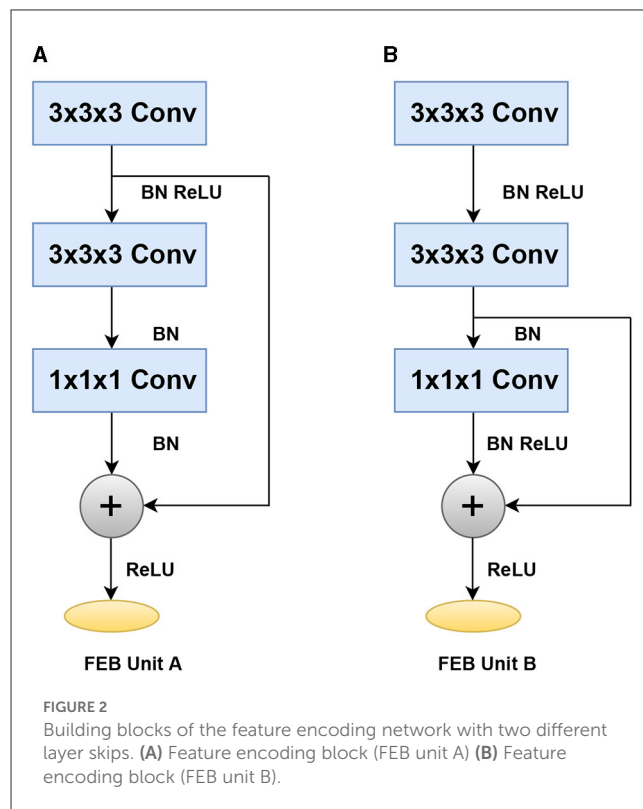 A
3x3x3 Conv
BN ReLU
3x3x3 Conv
BN
1x1x1 Conv
BN
+
ReLU
FEB Unit A
B
3x3x3 Conv
BN ReLU
3x3x3 Conv
BN
1x1x1 Conv
BN ReLU
+
ReLU
FEB Unit B
FIGURE 2
Building blocks of the feature encoding network with two different
layer skips. (A) Feature encoding block (FEB unit A) (B) Feature
encoding block (FEB unit B).